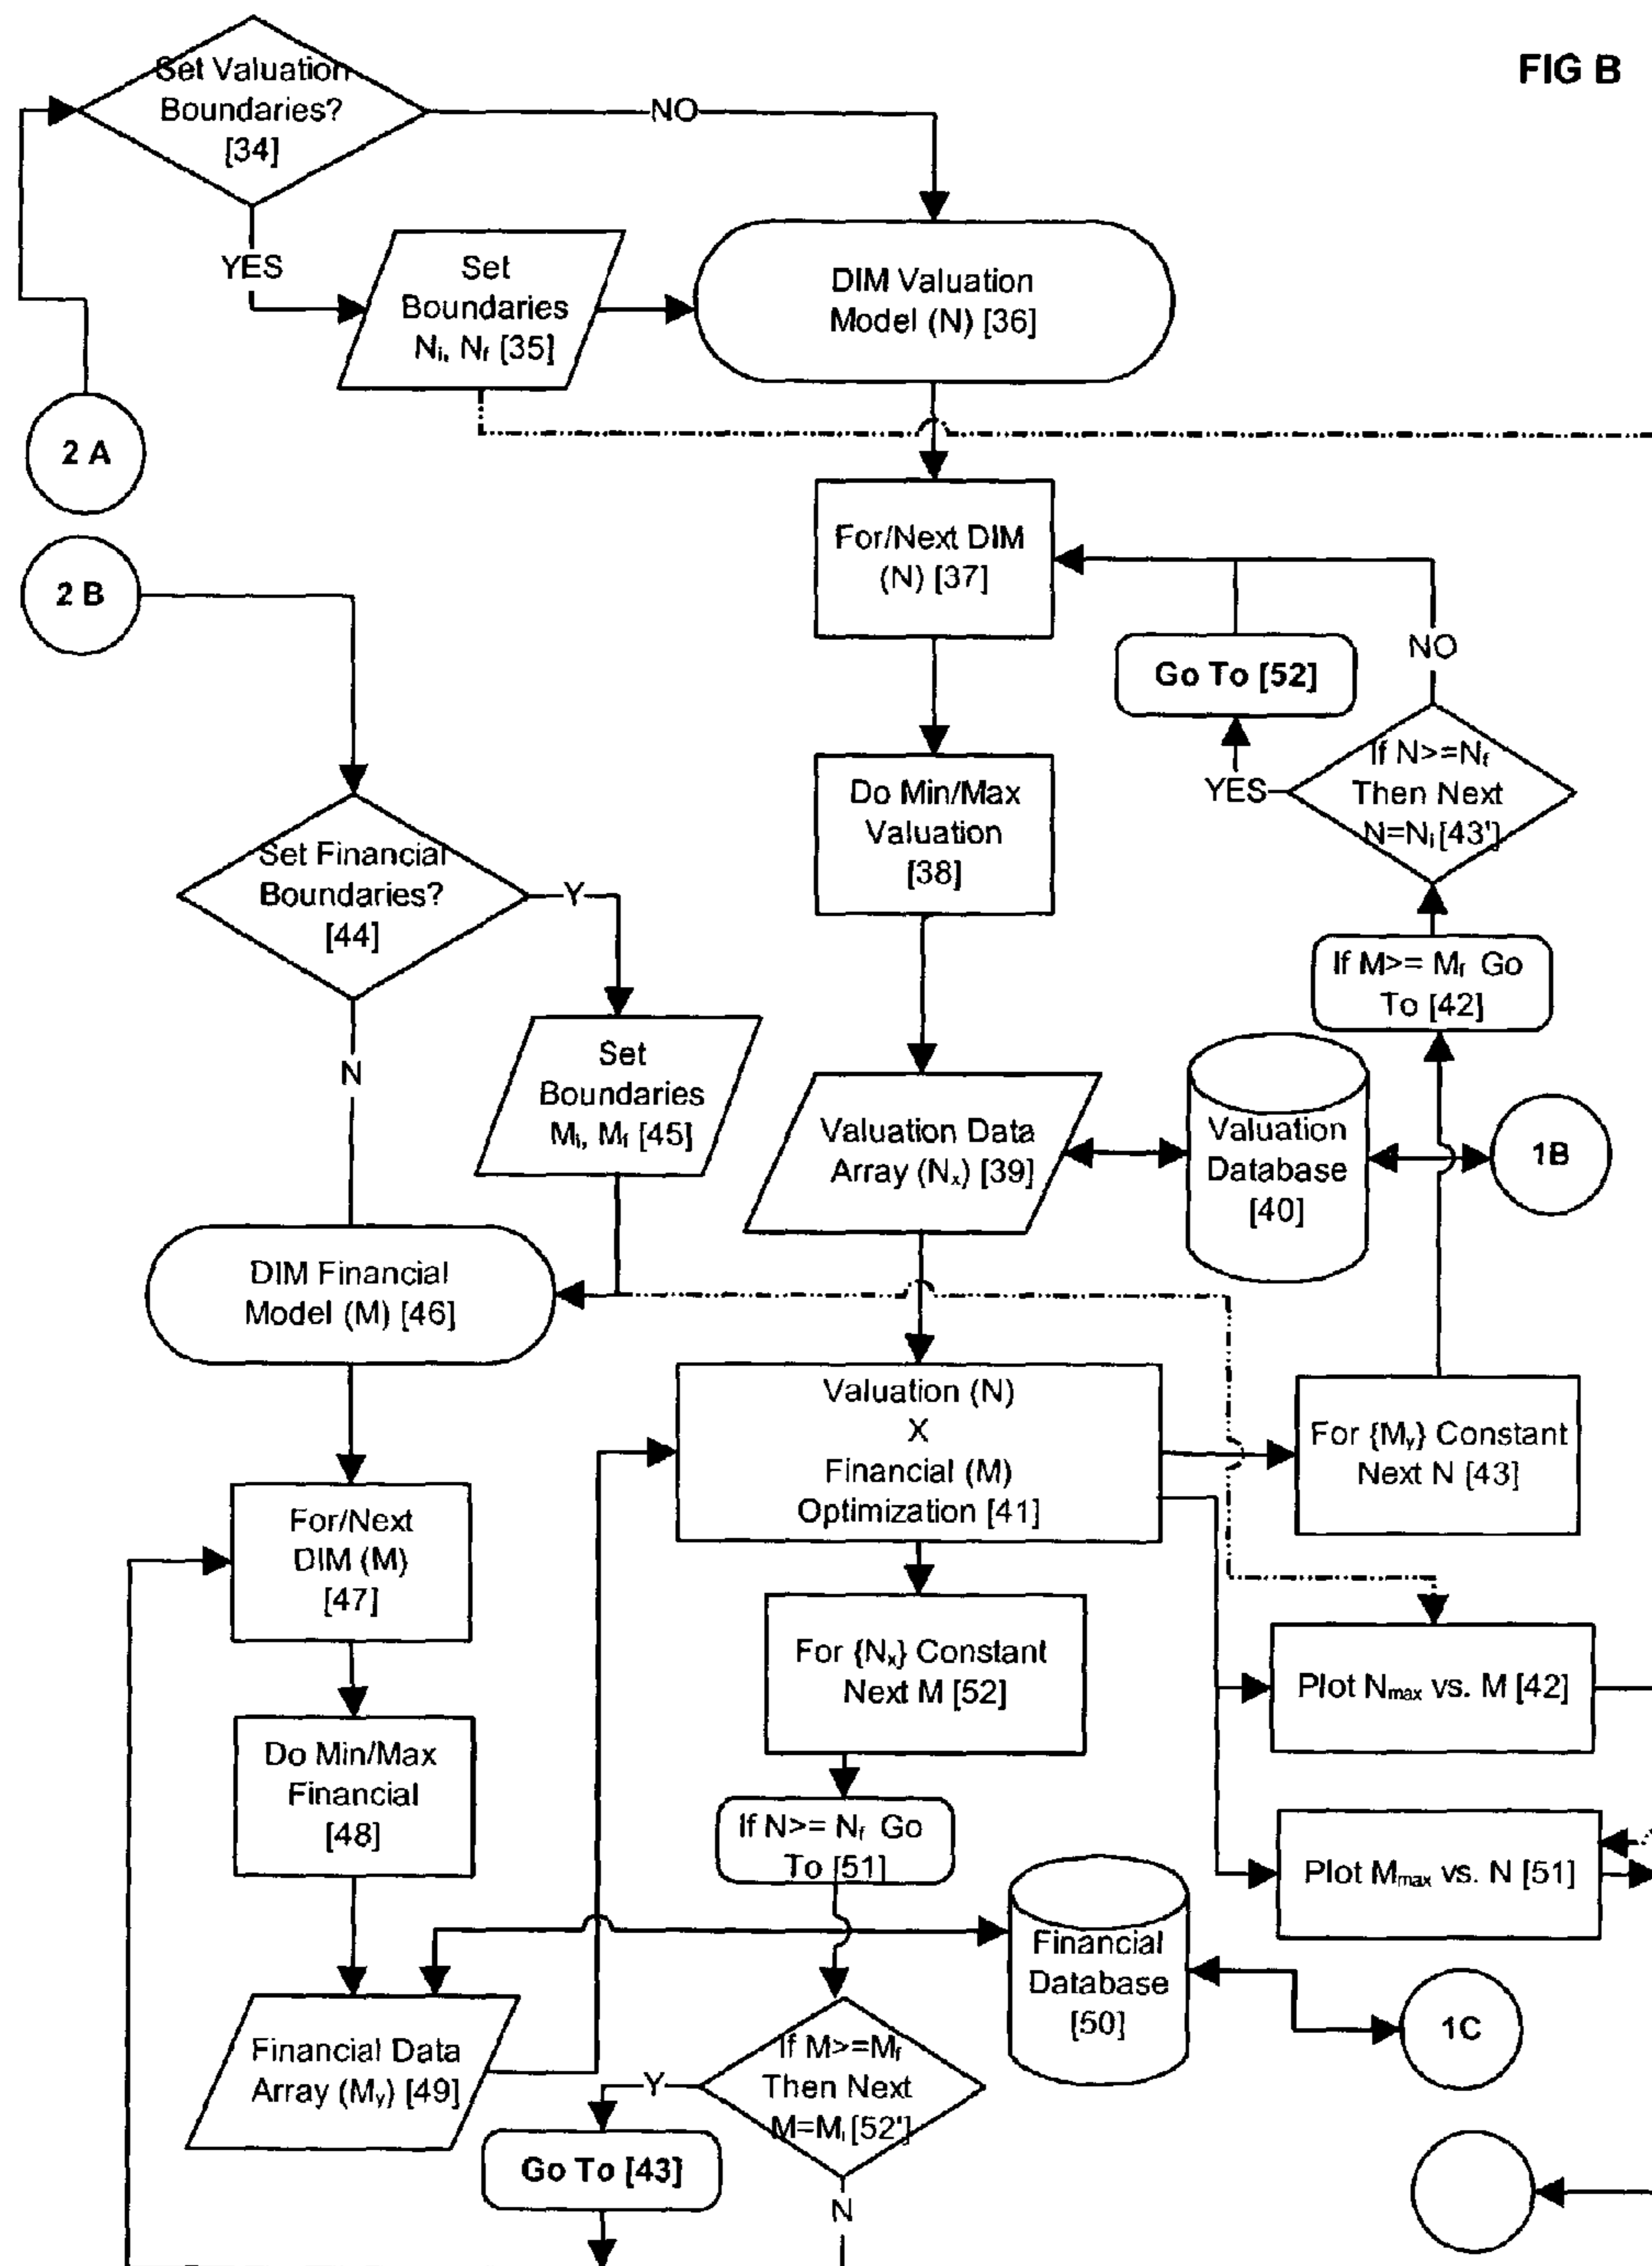 FIG B
Set Valuation
Boundaries?
[34]
NO
YES
Set
Boundaries
Ni, Nf [35]
DIM Valuation
Model (N) [36]
2 A
2 B
For/Next DIM
(N) [37]
Go To [52]
NO
YES
If N>=Nf
Then Next
N=Ni [43']
Do Min/Max
Valuation
[38]
Set Financial
Boundaries?
[44]
Y
N
If M>= Mf Go
To [42]
Set
Boundaries
Mi, Mf [45]
Valuation Data
Array (Nx) [39]
Valuation
Database
[40]
1B
DIM Financial
Model (M) [46]
Valuation (N)
X
Financial (M)
Optimization [41]
For {My} Constant
Next N [43]
For/Next
DIM (M)
[47]
For {Nx} Constant
Next M [52]
Plot Nmax vs. M [42]
Do Min/Max
Financial
[48]
If N>= Nf Go
To [51]
Plot Mmax vs. N [51]
Financial
Database
[50]
1C
Financial Data
Array (My) [49]
If M>=Mf
Then Next
M=Mi [52']
Y
Go To [43]
N